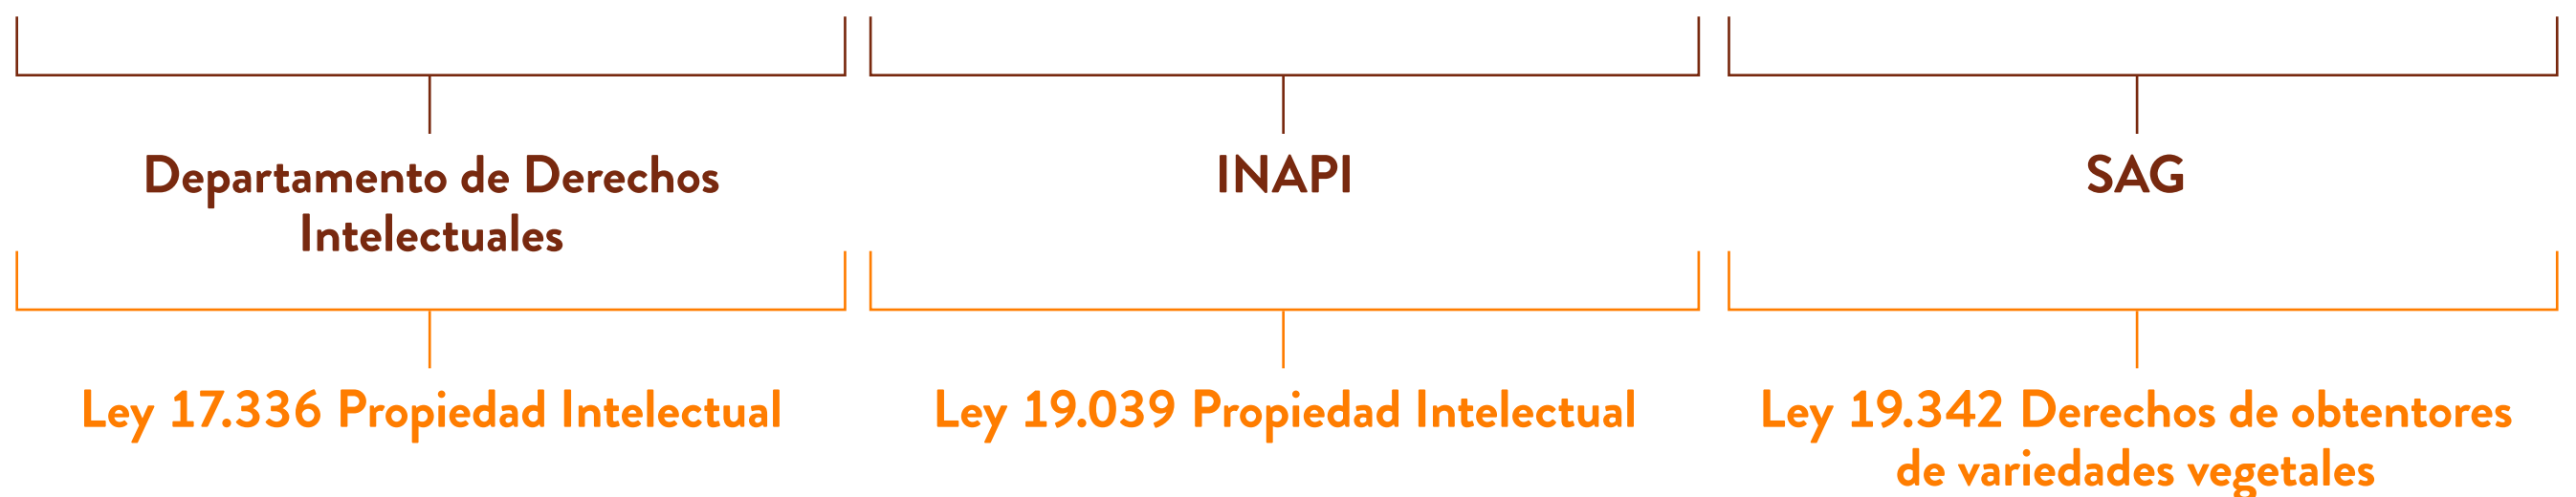 Departamento de Derechos
Intelectuales
INAPI
SAG
Ley 17.336 Propiedad Intelectual
Ley 19.039 Propiedad Intelectual
Ley 19.342 Derechos de obtentores
de variedades vegetales